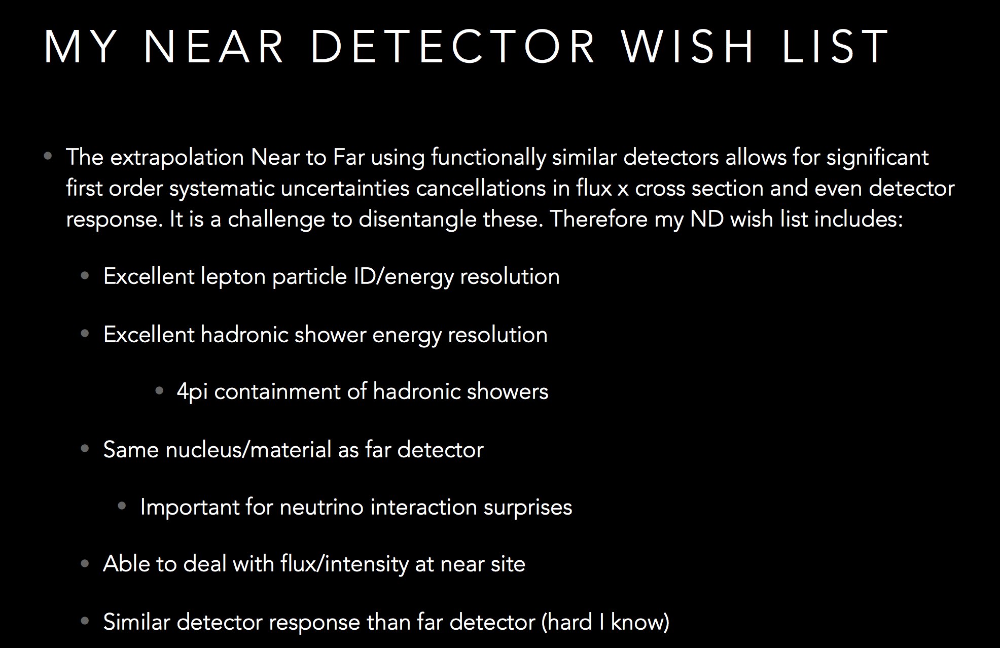 MY NEAR DETECTOR WISH LIST
• The extrapolation Near to Far using functionally similar detectors allows for significant
first order systematic uncertainties cancellations in flux x cross section and even detector
response. It is a challenge to disentangle these. Therefore my ND wish list includes:
• Excellent lepton particle ID/energy resolution
• Excellent hadronic shower energy resolution
• 4pi containment of hadronic showers
• Same nucleus/material as far detector
• Important for neutrino interaction surprises
• Able to deal with flux/intensity at near site
• Similar detector response than far detector (hard I know)